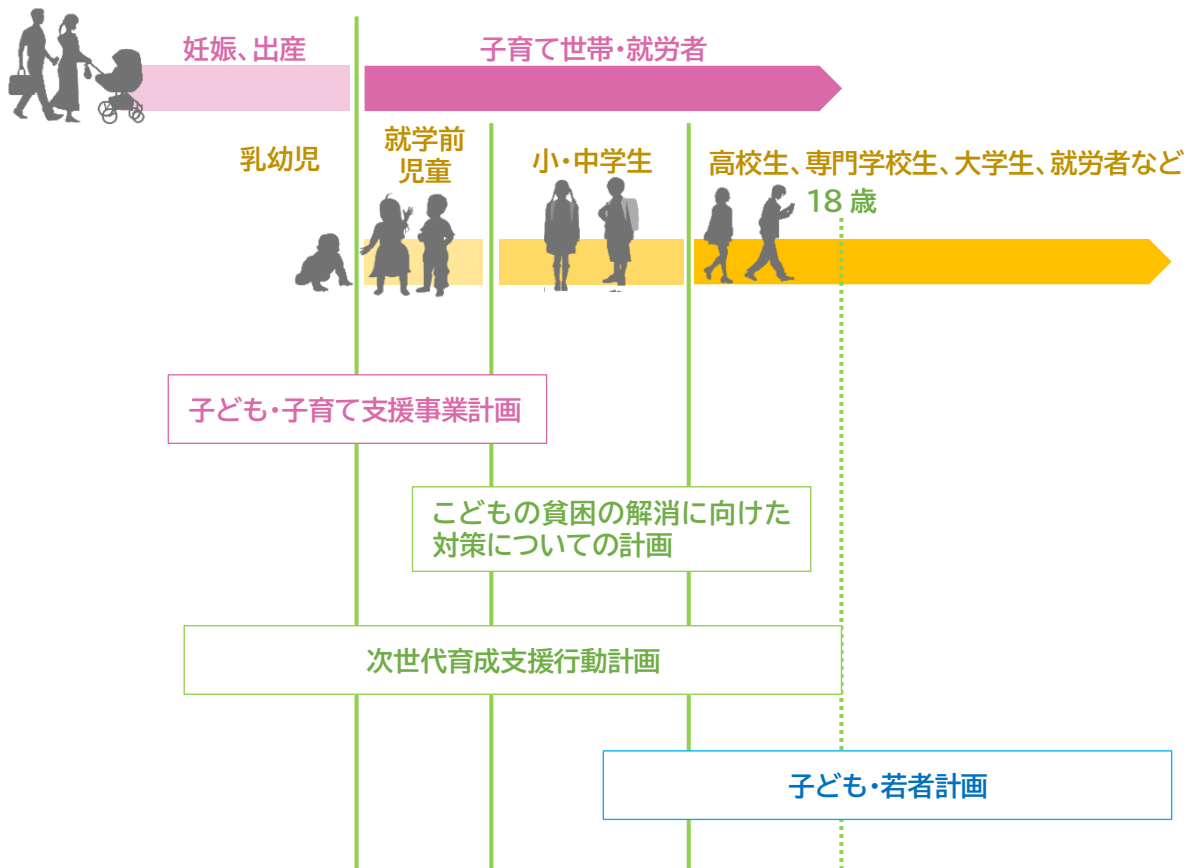 妊娠、出産
子育て世帯・就労者
乳幼児
就学前
児童
小・中学生
高校生、専門学校生、大学生、就労者など
18 歳
子ども・子育て支援事業計画
こどもの貧困の解消に向けた
対策についての計画
次世代育成支援行動計画
子ども・若者計画